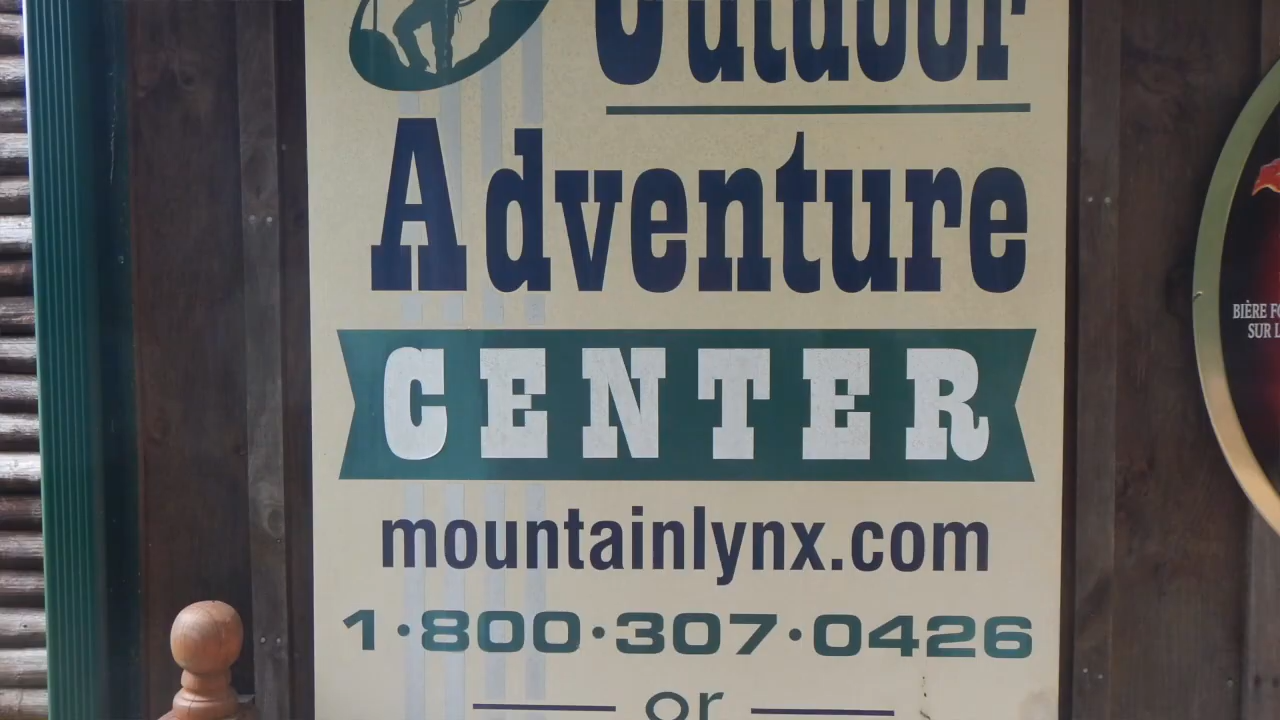 Outdoor
Adventure
CENTER
mountainlynx.com
1·800·307·0426
or
BIÈRE
SUR